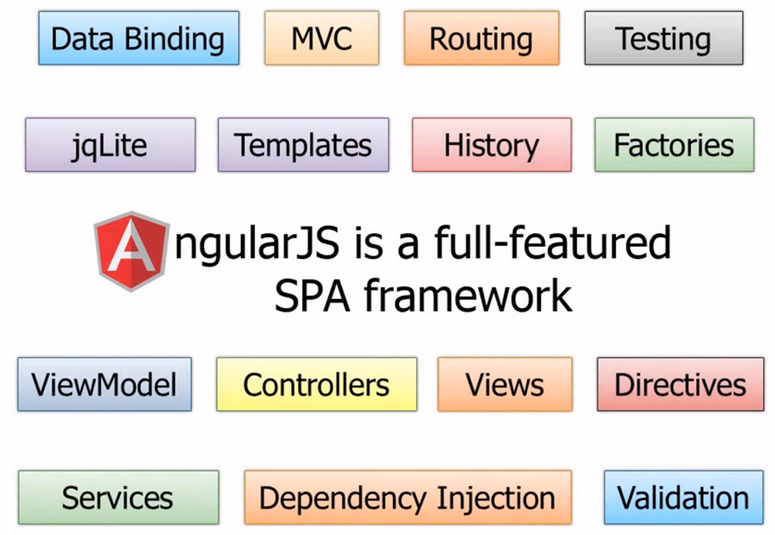 Data Binding MVC Routing Testing
jqLite Templates History Factories
AngularJS is a full-featured
SPA framework
ViewModel Controllers Views Directives
Services Dependency Injection Validation